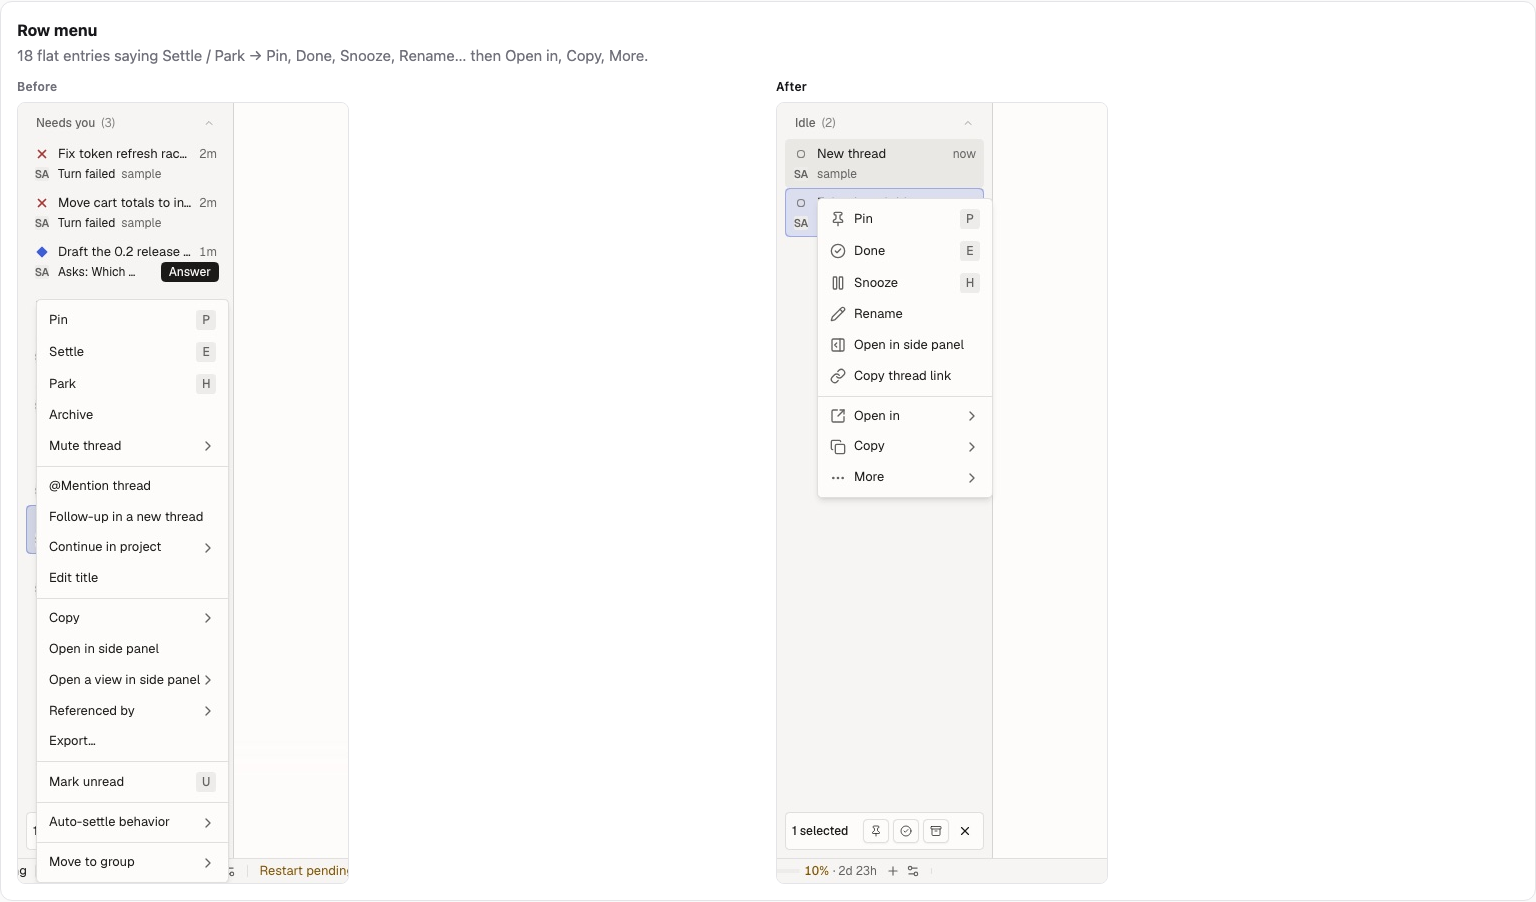 Row menu
18 flat entries saying Settle / Park → Pin, Done, Snooze, Rename... then Open in, Copy, More.
Before
Needs you (3)
Fix token refresh rac... 2m
SA Turn failed sample
Move cart totals to in... 2m
SA Turn failed sample
Draft the 0.2 release ... 1m
SA Asks: Which ... Answer
Pin P
Settle E
Park H
Archive
Mute thread
@Mention thread
Follow-up in a new thread
Continue in project
Edit title
Copy
Open in side panel
Open a view in side panel
Referenced by
Export...
Mark unread U
Auto-settle behavior
Move to group
Restart pending
After
Idle (2)
New thread now
SA sample
SA
Pin P
Done E
Snooze H
Rename
Open in side panel
Copy thread link
Open in
Copy
More
1 selected
10% · 2d 23h